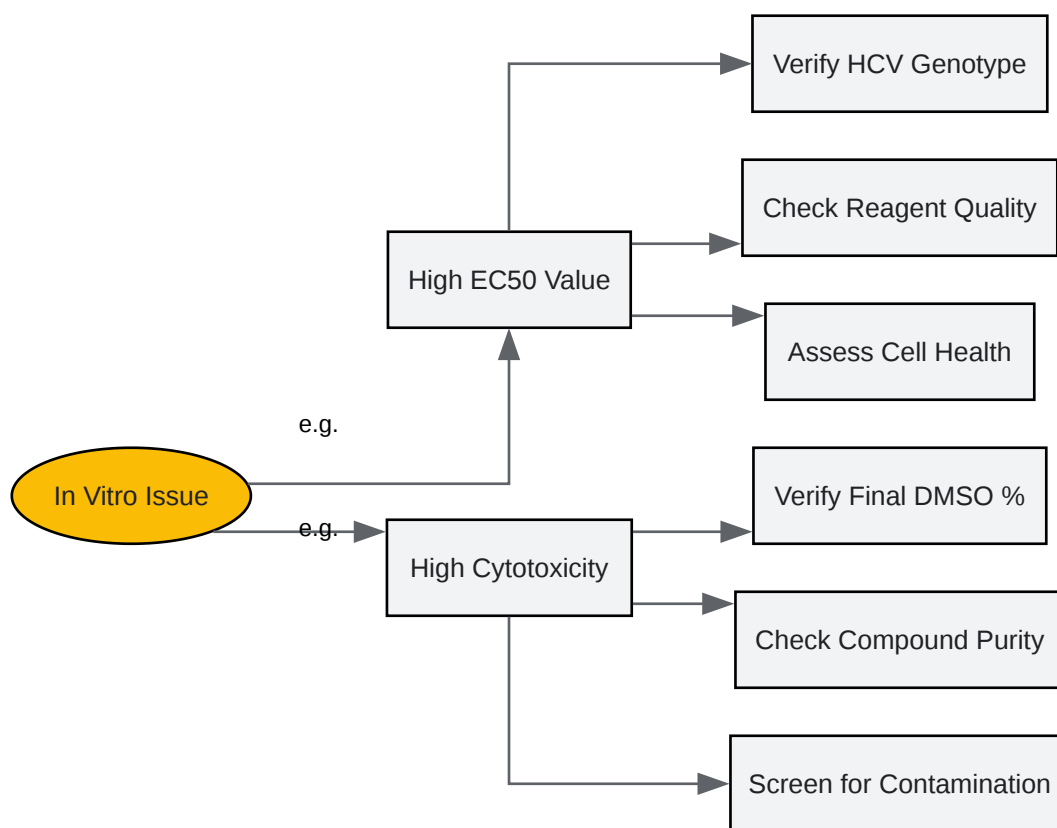 Verify HCV Genotype
Check Reagent Quality
High EC50 Value
Assess Cell Health
e.g.
In Vitro Issue
Verify Final DMSO %
e.g.
High Cytotoxicity
Check Compound Purity
Screen for Contamination